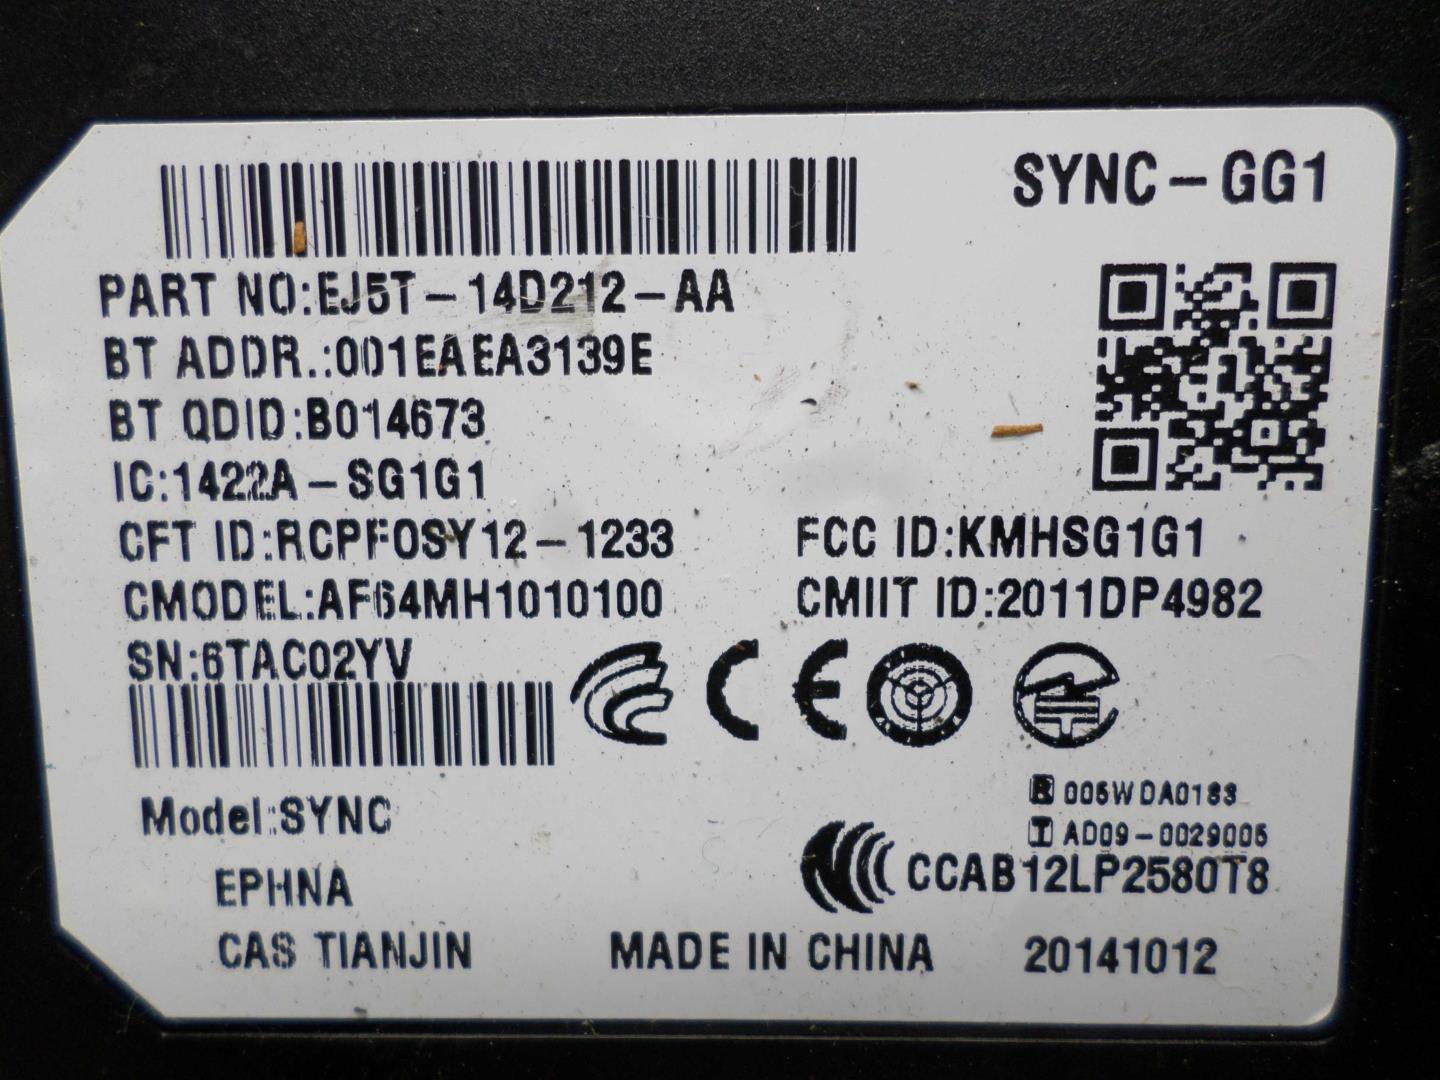 SYNC-GG1
PART NO:EJ5T-14D212-AA
BT ADDR.:001EAEA3139E
BT QDID:B014673
IC:1422A-SG1G1
CFT ID:RCPFOSY12-1233
FCC ID:KMHSG1G1
CMODEL:AF64MH1010100
CMIIT ID:2011DP4982
SN:6TAC02YV
CE
R 005WDA0183
T AD09-0029005
Model:SYNC
CCAB12LP2580T8
EPHNA
CAS TIANJIN MADE IN CHINA 20141012